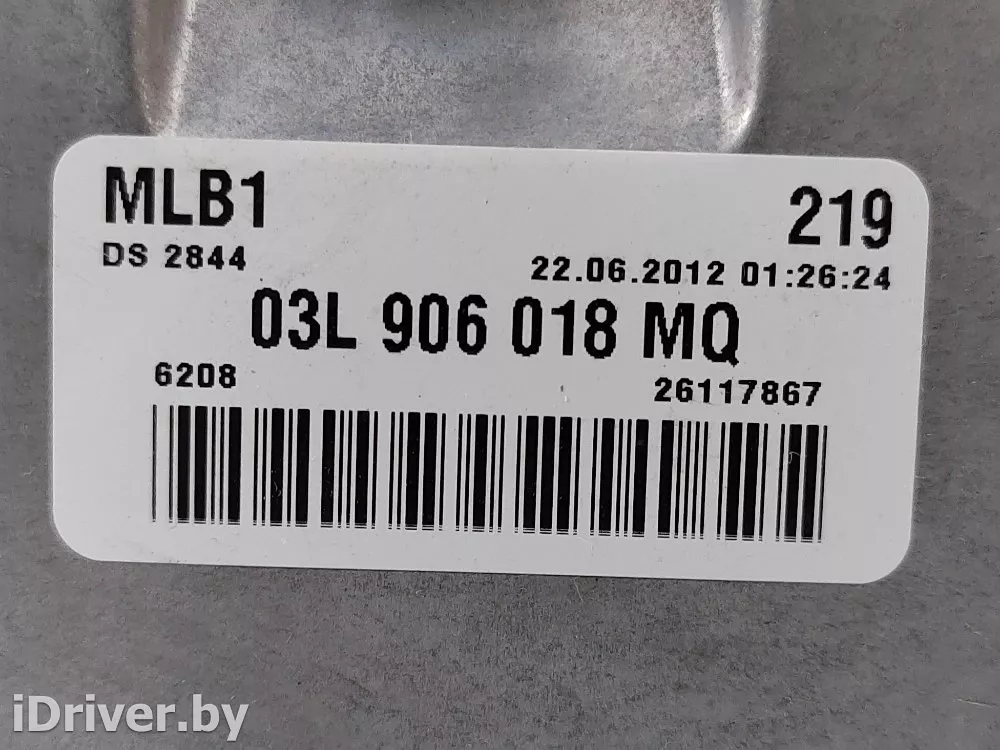 MLB1 219
DS 2844 22.06.2012 01:26:24
03L 906 018 MQ
6208 26117867
iDriver.by